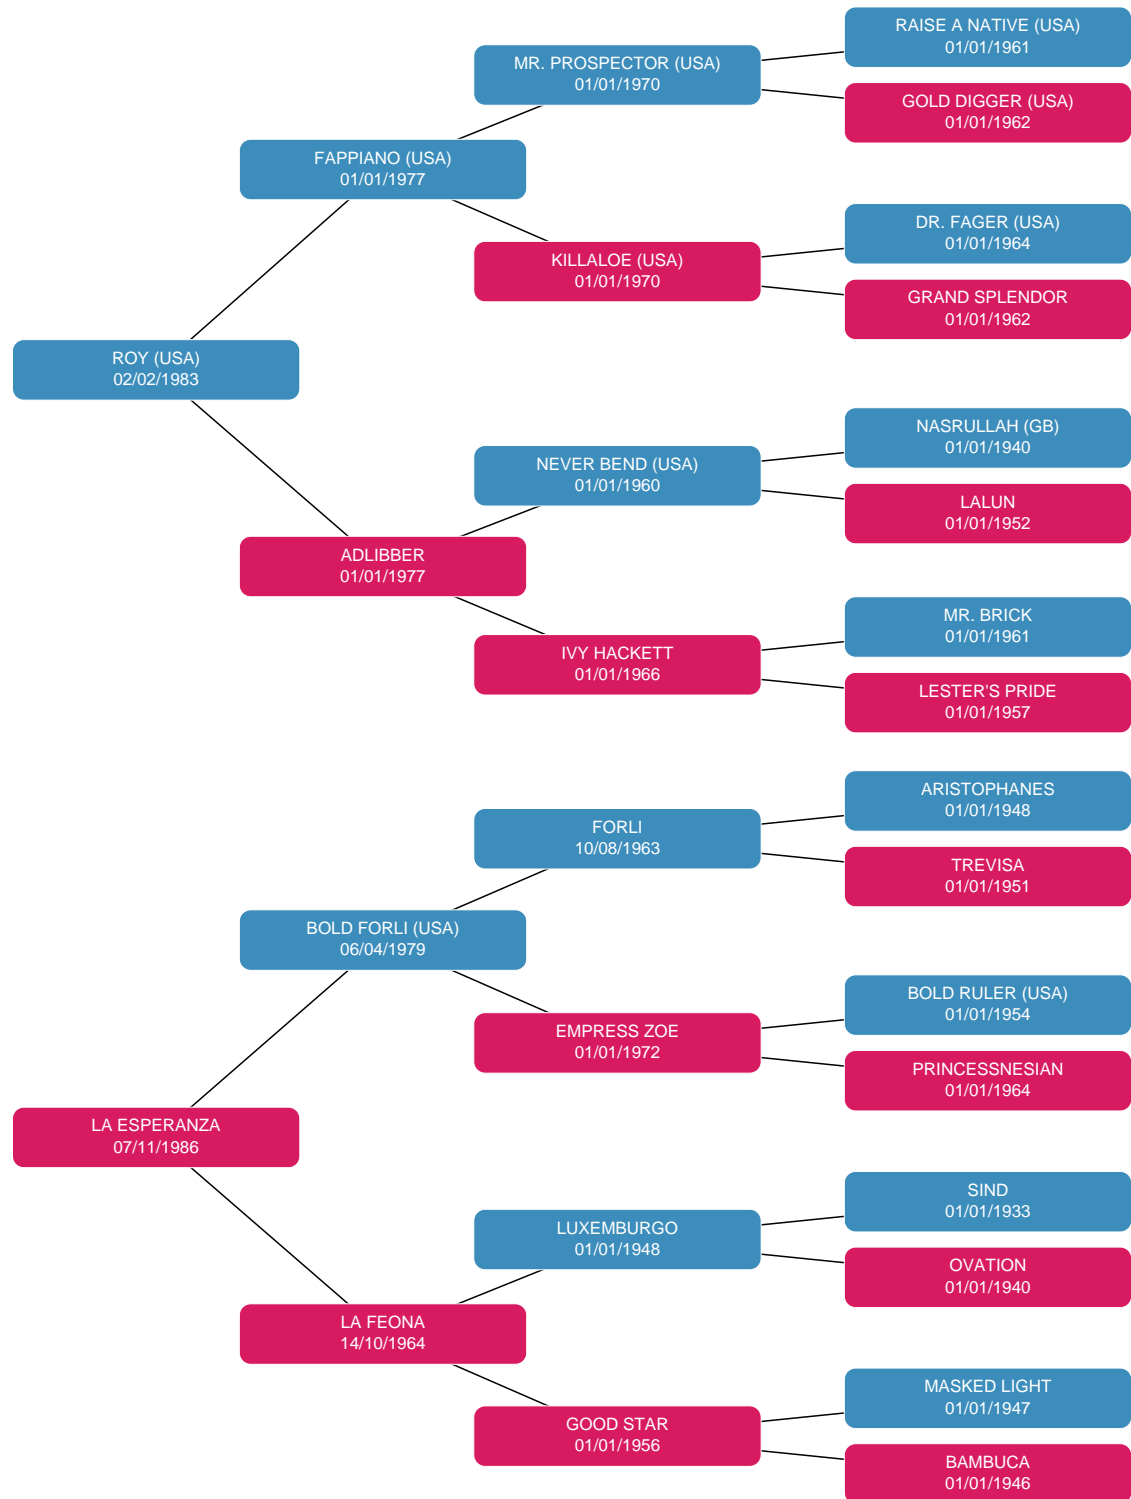 RAISE A NATIVE (USA)
01/01/1961
MR. PROSPECTOR (USA)
01/01/1970
GOLD DIGGER (USA)
01/01/1962
FAPPIANO (USA)
01/01/1977
DR. FAGER (USA)
01/01/1964
KILLALOE (USA)
01/01/1970
GRAND SPLENDOR
01/01/1962
ROY (USA)
02/02/1983
NASRULLAH (GB)
01/01/1940
NEVER BEND (USA)
01/01/1960
LALUN
01/01/1952
ADLIBBER
01/01/1977
MR. BRICK
01/01/1961
IVY HACKETT
01/01/1966
LESTER'S PRIDE
01/01/1957
ARISTOPHANES
01/01/1948
FORLI
10/08/1963
TREVISA
01/01/1951
BOLD FORLI (USA)
06/04/1979
BOLD RULER (USA)
01/01/1954
EMPRESS ZOE
01/01/1972
PRINCESSNESIAN
01/01/1964
LA ESPERANZA
07/11/1986
SIND
01/01/1933
LUXEMBURGO
01/01/1948
OVATION
01/01/1940
LA FEONA
14/10/1964
MASKED LIGHT
01/01/1947
GOOD STAR
01/01/1956
BAMBUCA
01/01/1946